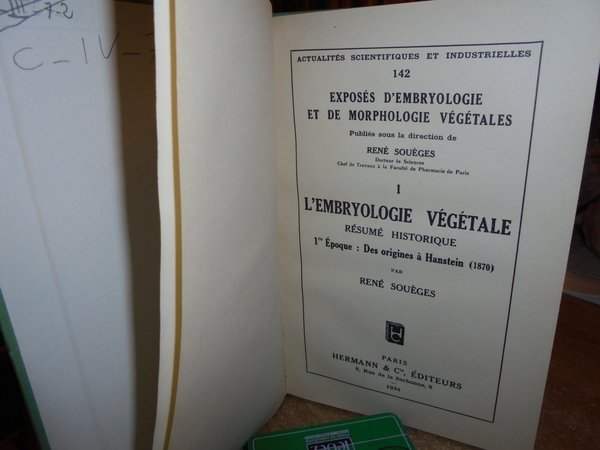 C-IV-
ACTUALITÉS SCIENTIFIQUES ET INDUSTRIELLES
142
EXPOSÉS D'EMBRYOLOGIE
ET DE MORPHOLOGIE VÉGÉTALES
Publiés sous la direction de
RENÉ SOUÈGES
Docteur ès Sciences
Chef de Travaux à la Faculté de Pharmacie de Paris
I
L'EMBRYOLOGIE VÉGÉTALE
RÉSUMÉ HISTORIQUE
1re Époque : Des origines à Hanstein (1870)
PAR
RENÉ SOUÈGES
HC
PARIS
HERMANN & Cie, ÉDITEURS
6, Rue de la Sorbonne, 6
1934